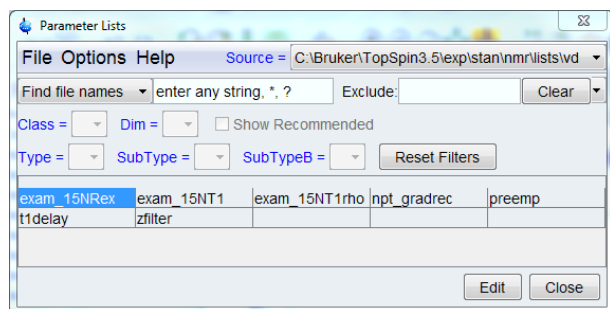 Parameter Lists
File Options Help Source = C:\Bruker\TopSpin3.5\exp\stan\nmr\lists\vd
Find file names enter any string, *, ? Exclude: Clear
Class = Dim = Show Recommended
Type = SubType = SubTypeB = Reset Filters
exam_15NRex exam_15NT1 exam_15NT1rho npt_gradrec preemp
t1delay zfilter
Edit Close